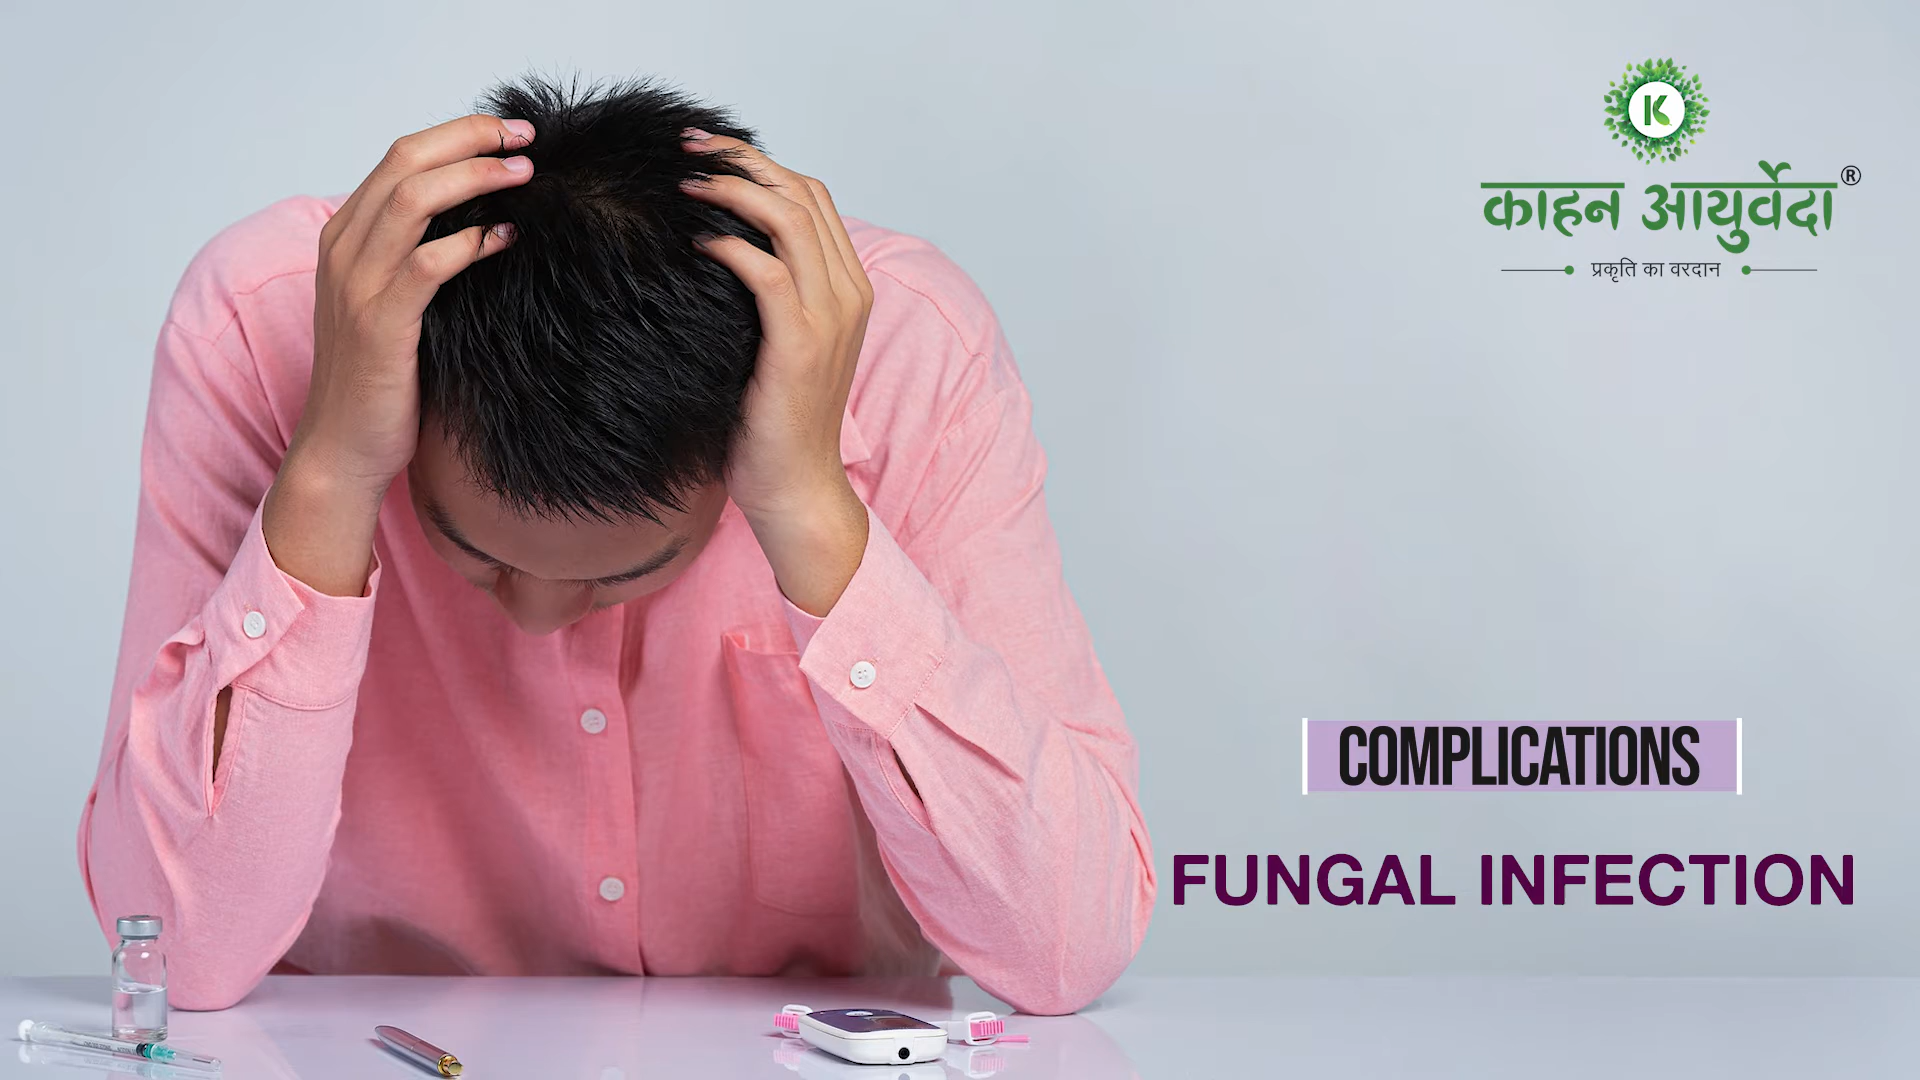 K
काहन आयुर्वेदा®
प्रकृति का वरदान
COMPLICATIONS
FUNGAL INFECTION